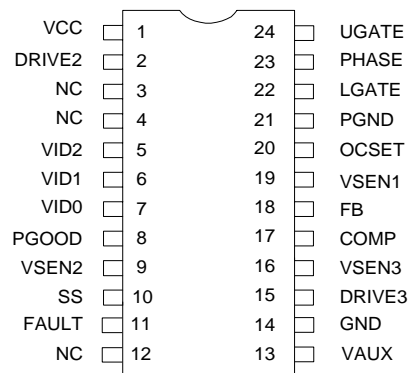 VCC 1 24 UGATE
DRIVE2 2 23 PHASE
NC 3 22 LGATE
NC 4 21 PGND
VID2 5 20 OCSET
VID1 6 19 VSEN1
VID0 7 18 FB
PGOOD 8 17 COMP
VSEN2 9 16 VSEN3
SS 10 15 DRIVE3
FAULT 11 14 GND
NC 12 13 VAUX